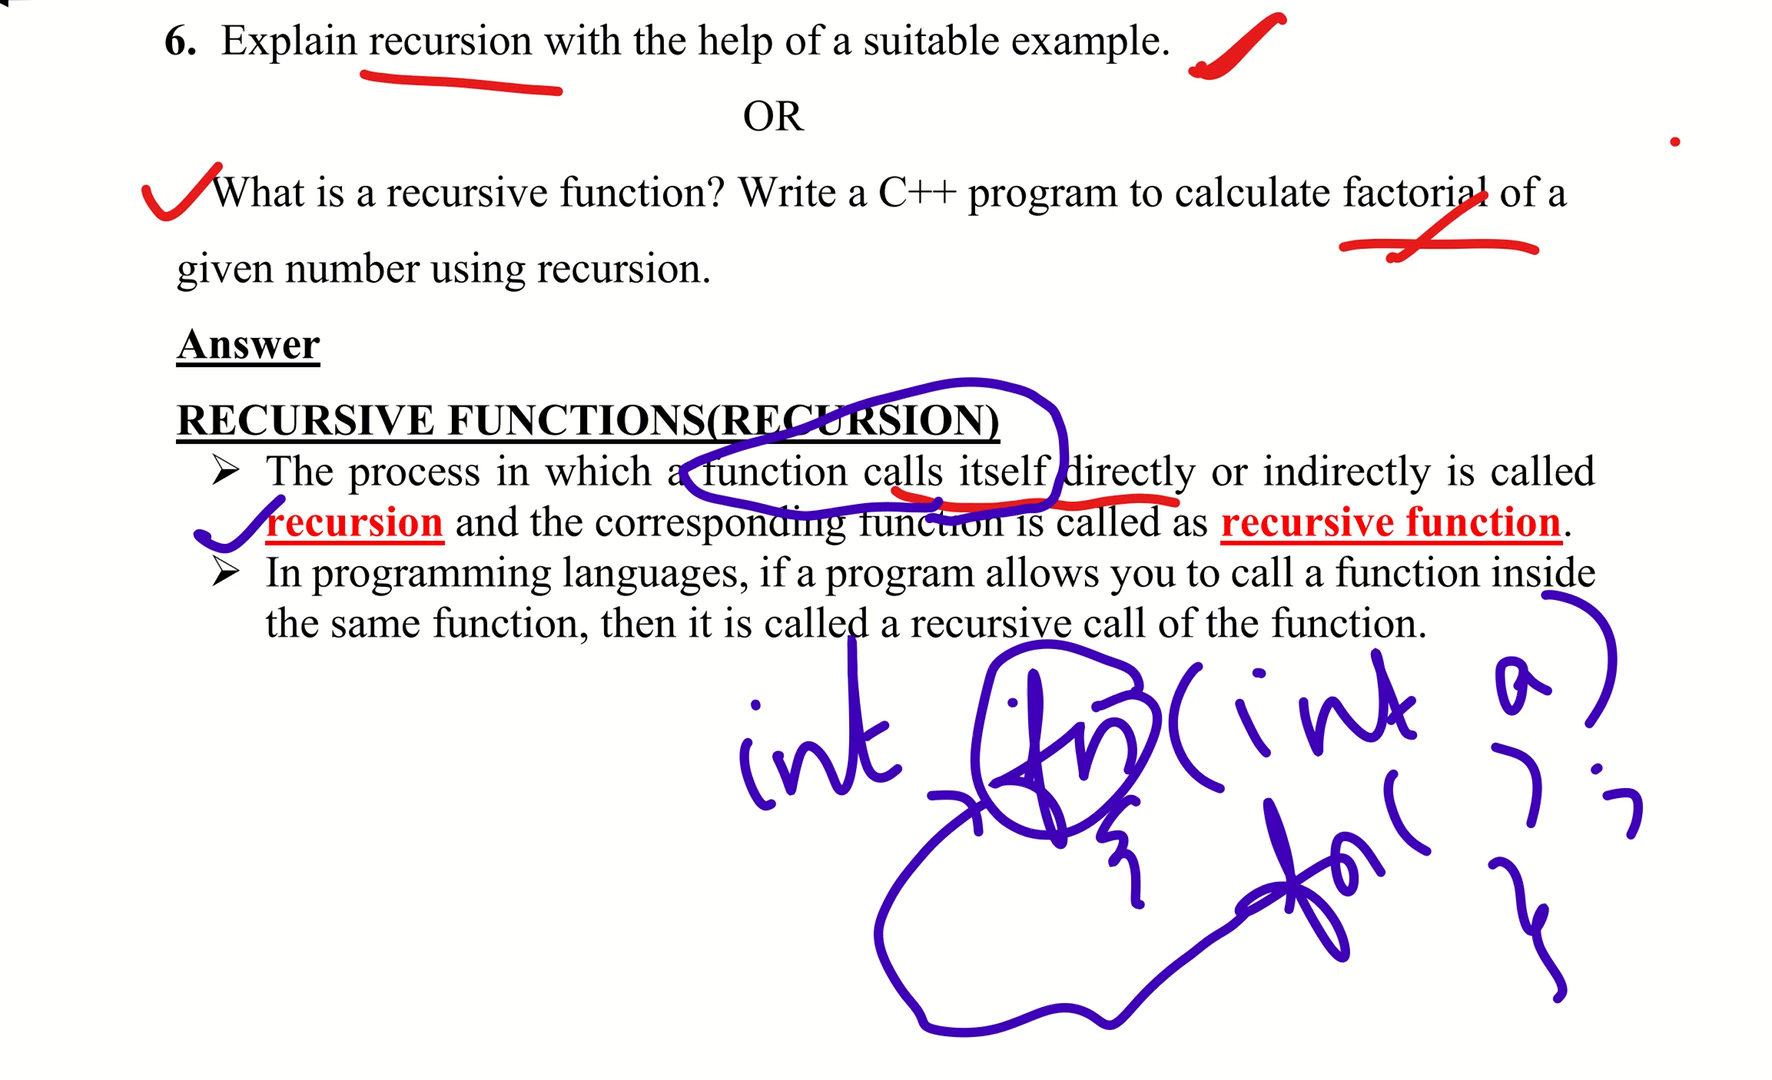 6. Explain recursion with the help of a suitable example.
OR
What is a recursive function? Write a C++ program to calculate factorial of a
given number using recursion.
Answer
RECURSIVE FUNCTIONS(RECURSION)
➢ The process in which a function calls itself directly or indirectly is called
recursion and the corresponding function is called as recursive function.
➢ In programming languages, if a program allows you to call a function inside
the same function, then it is called a recursive call of the function.
int fn(int a)
{
fn( );
}